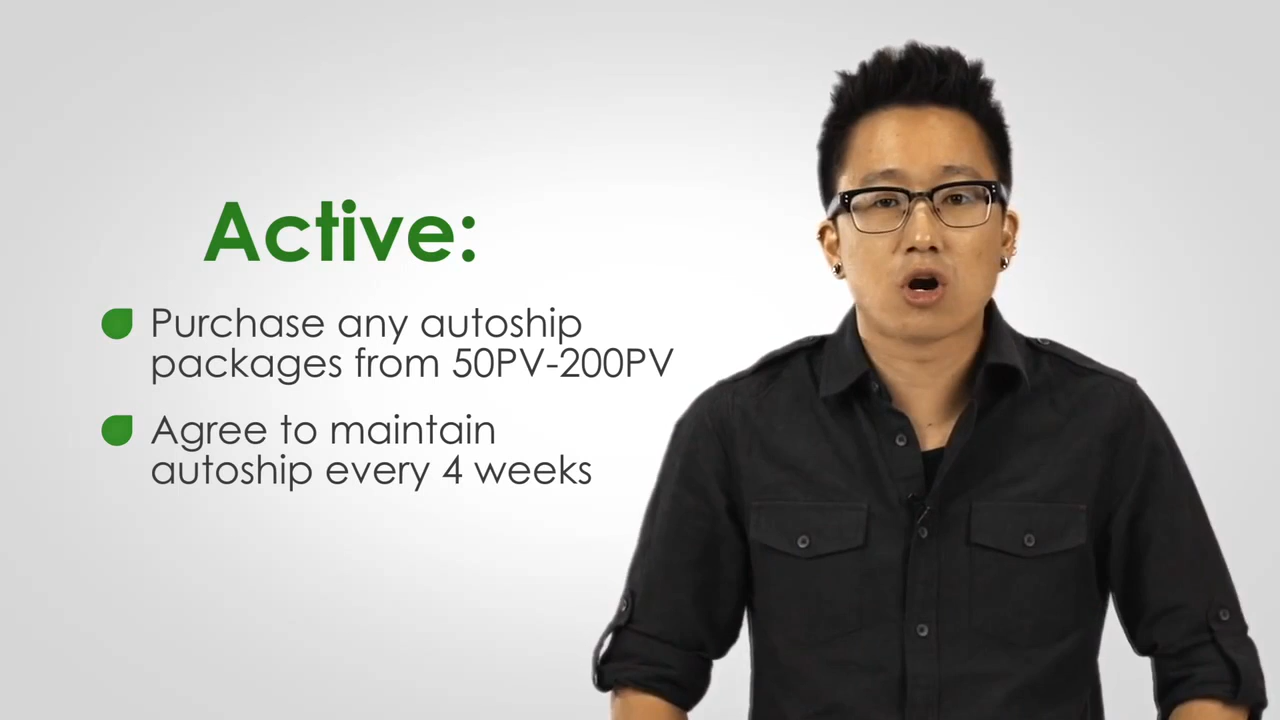 Active:
Purchase any autoship
packages from 50PV-200PV
Agree to maintain
autoship every 4 weeks